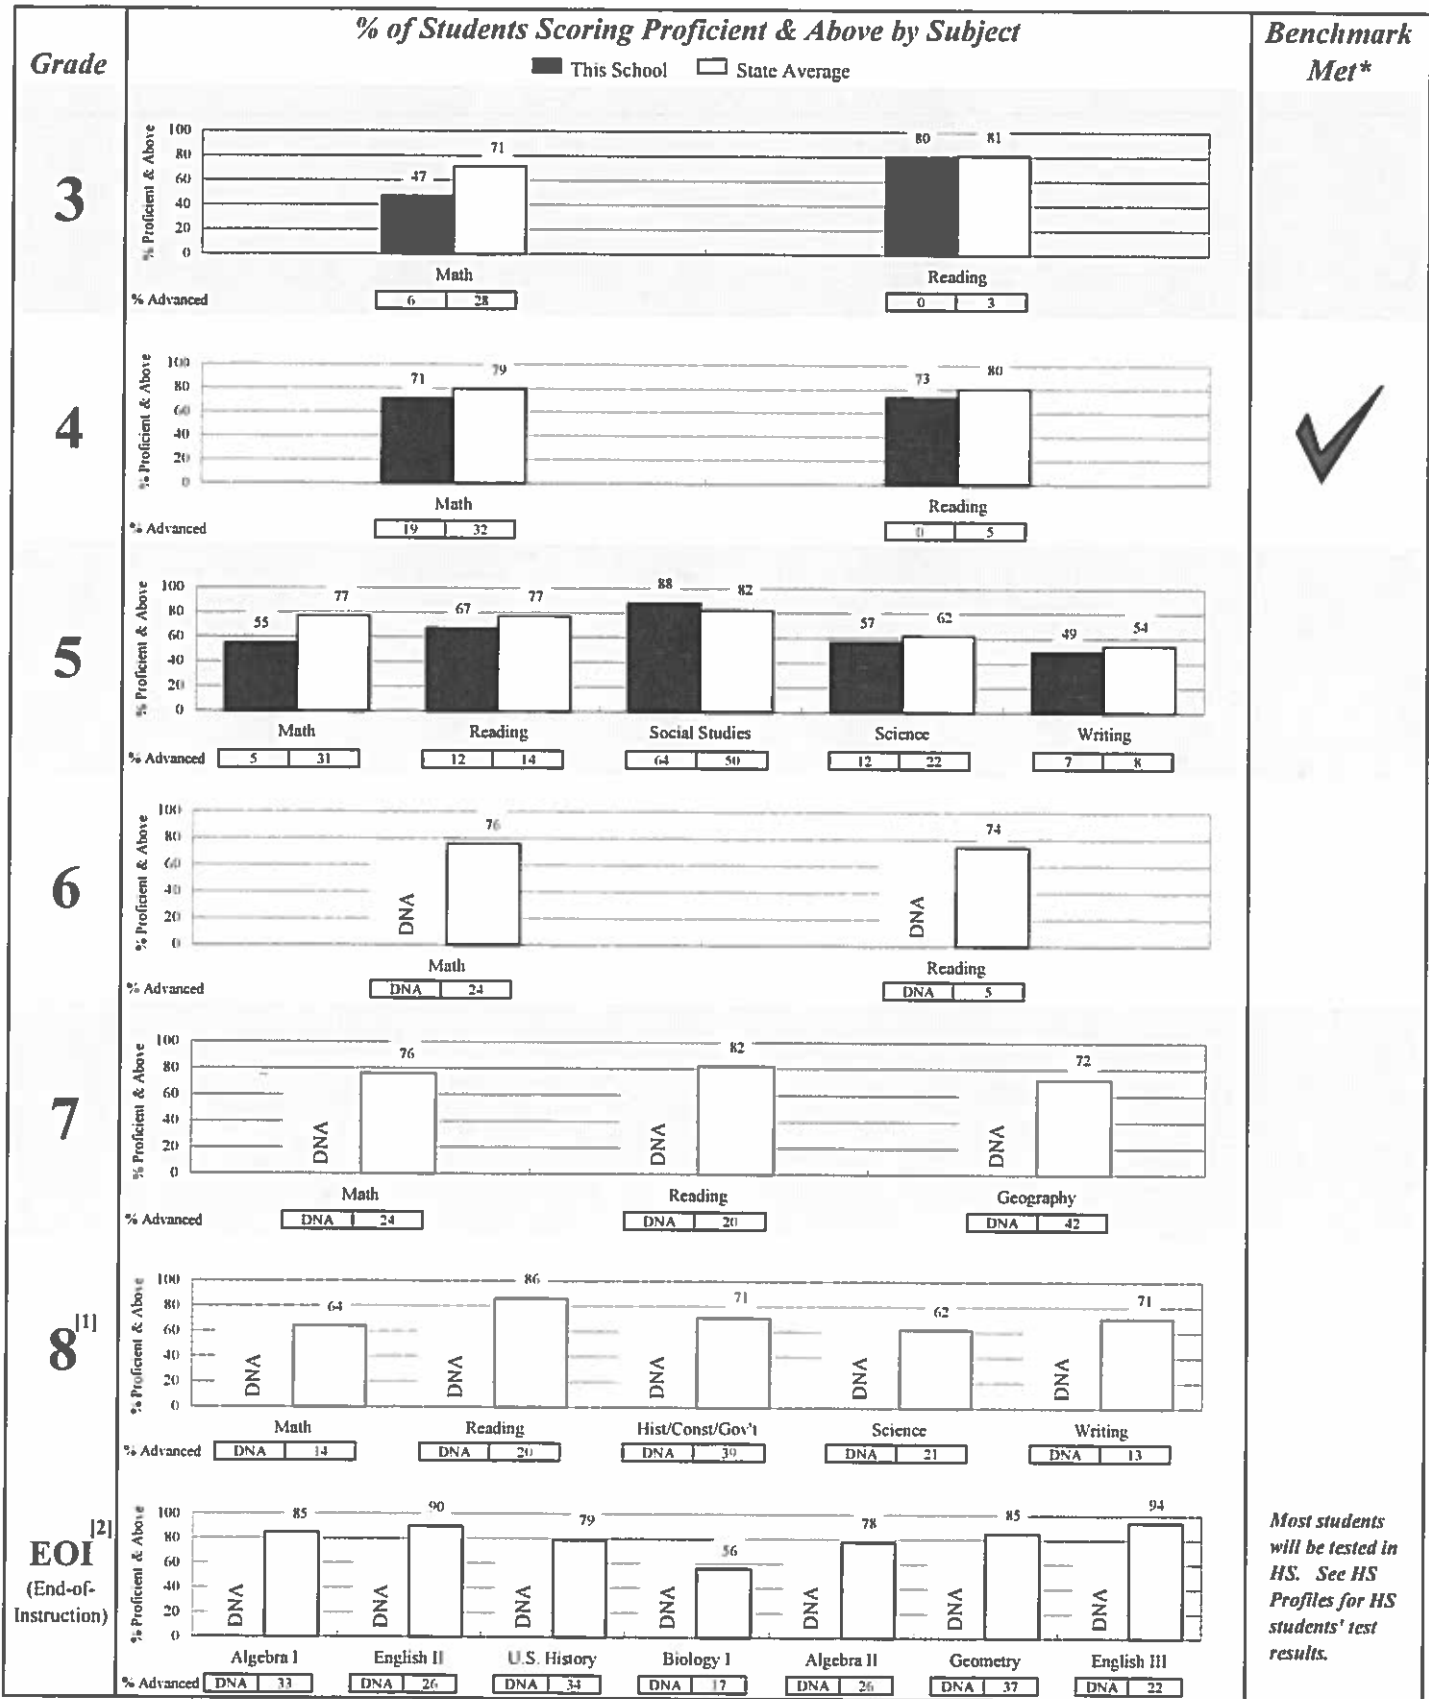 % of Students Scoring Proficient & Above by Subject
Grade
This School
State Average
Benchmark
Met*
3
% Proficient & Above
100
80
60
40
20
0
47
71
80
81
Math
Reading
% Advanced
6
28
0
3
4
% Proficient & Above
100
80
60
40
20
0
71
79
73
80
Math
Reading
% Advanced
19
32
0
5
5
% Proficient & Above
100
80
60
40
20
0
55
77
67
77
88
82
57
62
49
54
Math
Reading
Social Studies
Science
Writing
% Advanced
5
31
12
14
64
50
12
22
7
8
6
% Proficient & Above
100
80
60
40
20
0
DNA
76
DNA
74
Math
Reading
% Advanced
DNA
24
DNA
5
7
% Proficient & Above
100
80
60
40
20
0
DNA
76
DNA
82
DNA
72
Math
Reading
Geography
% Advanced
DNA
24
DNA
20
DNA
42
8[1]
% Proficient & Above
100
80
60
40
20
0
DNA
64
DNA
86
DNA
71
DNA
62
DNA
71
Math
Reading
Hist/Const/Gov't
Science
Writing
% Advanced
DNA
14
DNA
20
DNA
39
DNA
21
DNA
13
EOI[2]
(End-of-
Instruction)
% Proficient & Above
100
80
60
40
20
0
DNA
85
DNA
90
DNA
79
DNA
56
DNA
78
DNA
85
DNA
94
Algebra I
English II
U.S. History
Biology I
Algebra II
Geometry
English III
% Advanced
DNA
33
DNA
26
DNA
34
DNA
17
DNA
26
DNA
37
DNA
22
Most students
will be tested in
HS. See HS
Profiles for HS
students' test
results.